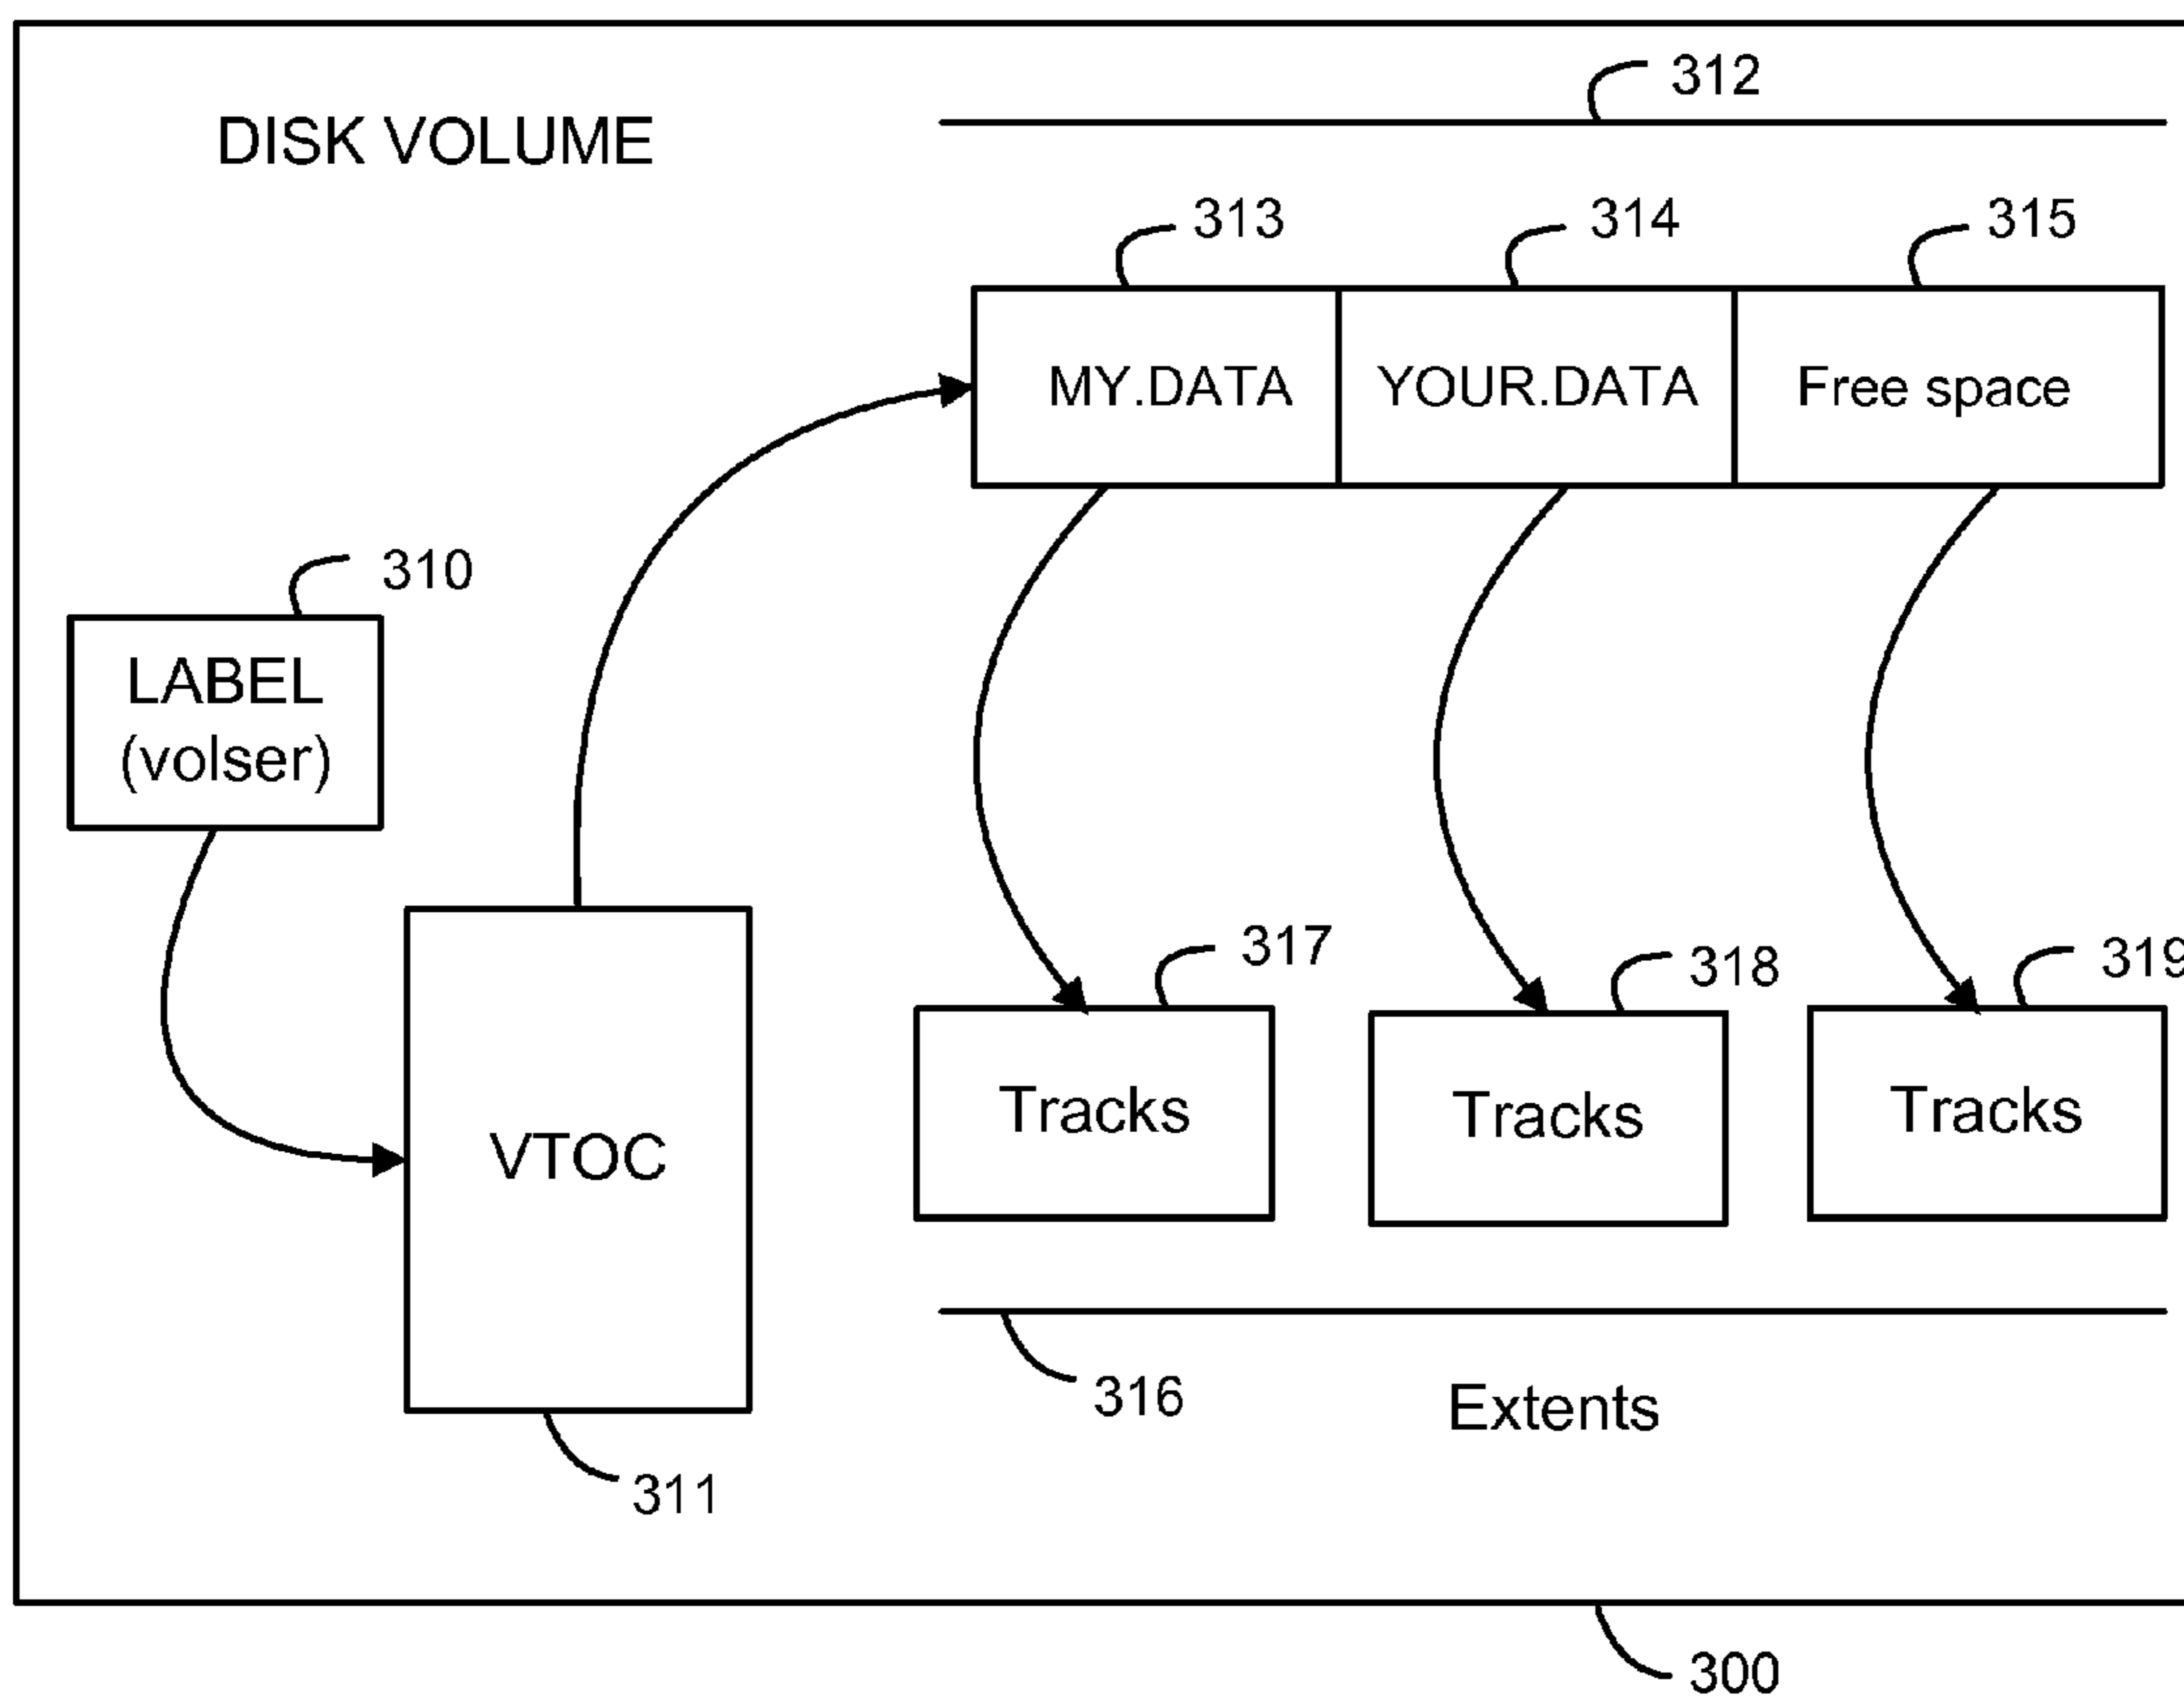 312
DISK VOLUME
313 314 315
MY.DATA YOUR.DATA Free space
310
LABEL
(volser)
317 318 319
Tracks Tracks Tracks
VTOC
316 Extents
311
300